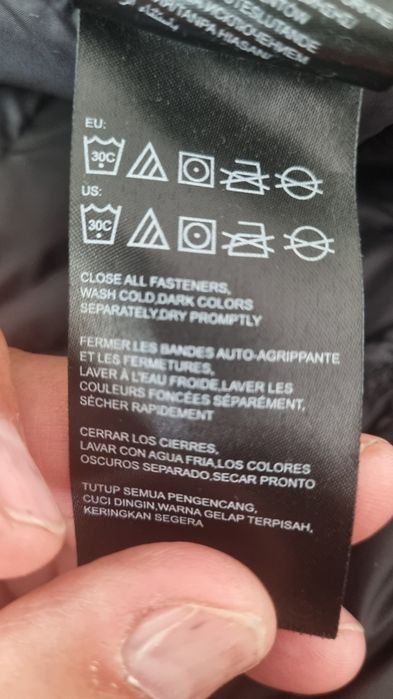 EU:
30C
US:
30C
CLOSE ALL FASTENERS,
WASH COLD,DARK COLORS
SEPARATELY,DRY PROMPTLY
FERMER LES BANDES AUTO-AGRIPPANTE
ET LES FERMETURES,
LAVER À L'EAU FROIDE,LAVER LES
COULEURS FONCÉES SÉPARÉMENT,
SÉCHER RAPIDEMENT
CERRAR LOS CIERRES,
LAVAR CON AGUA FRIA,LOS COLORES
OSCUROS SEPARADO,SECAR PRONTO
TUTUP SEMUA PENGENCANG,
CUCI DINGIN,WARNA GELAP TERPISAH,
KERINGKAN SEGERA